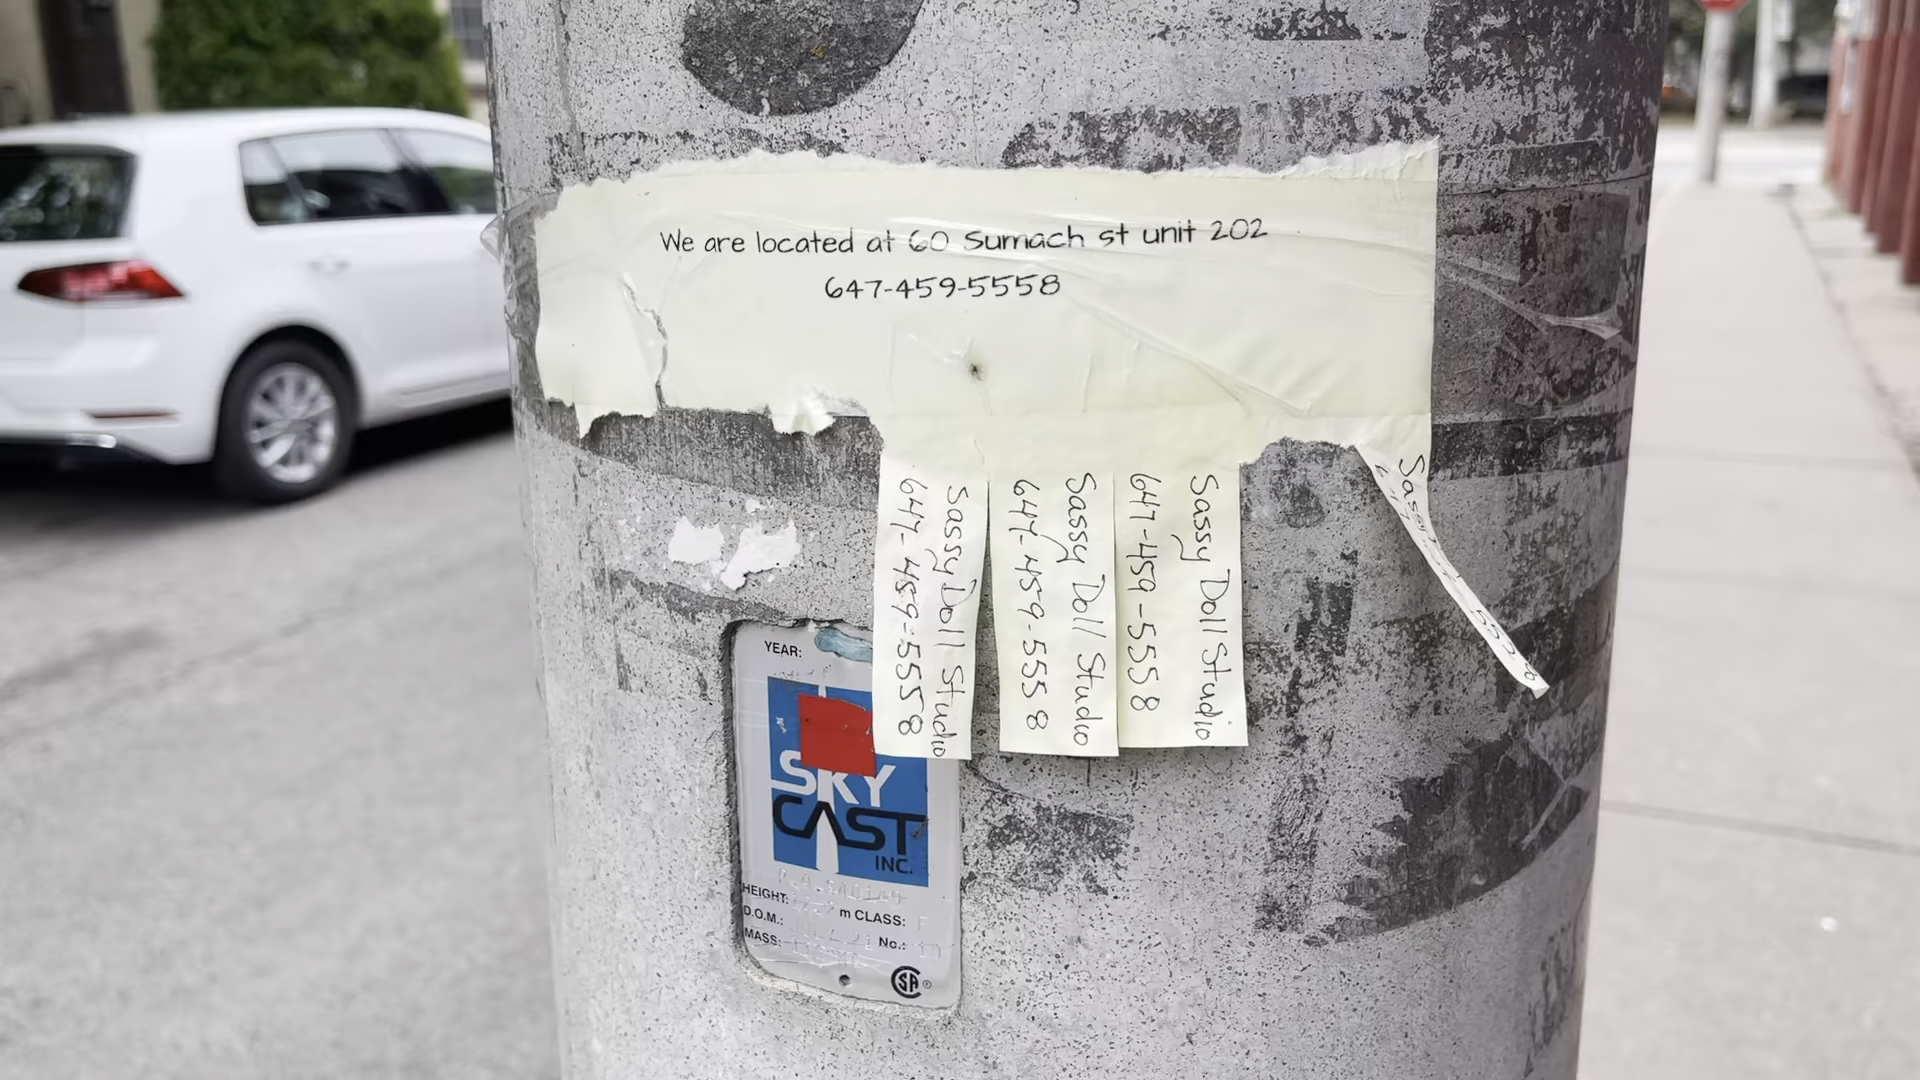 We are located at 60 Sumach st unit 202
647-459-5558
Sassy Doll Studio
647-459-5558
Sassy Doll Studio
647-459-5558
Sassy Doll Studio
647-459-5558
Sassy
YEAR:
SKY
CAST
INC.
HEIGHT:
m CLASS: F
D.O.M.:
No.:
MASS:
SA ®